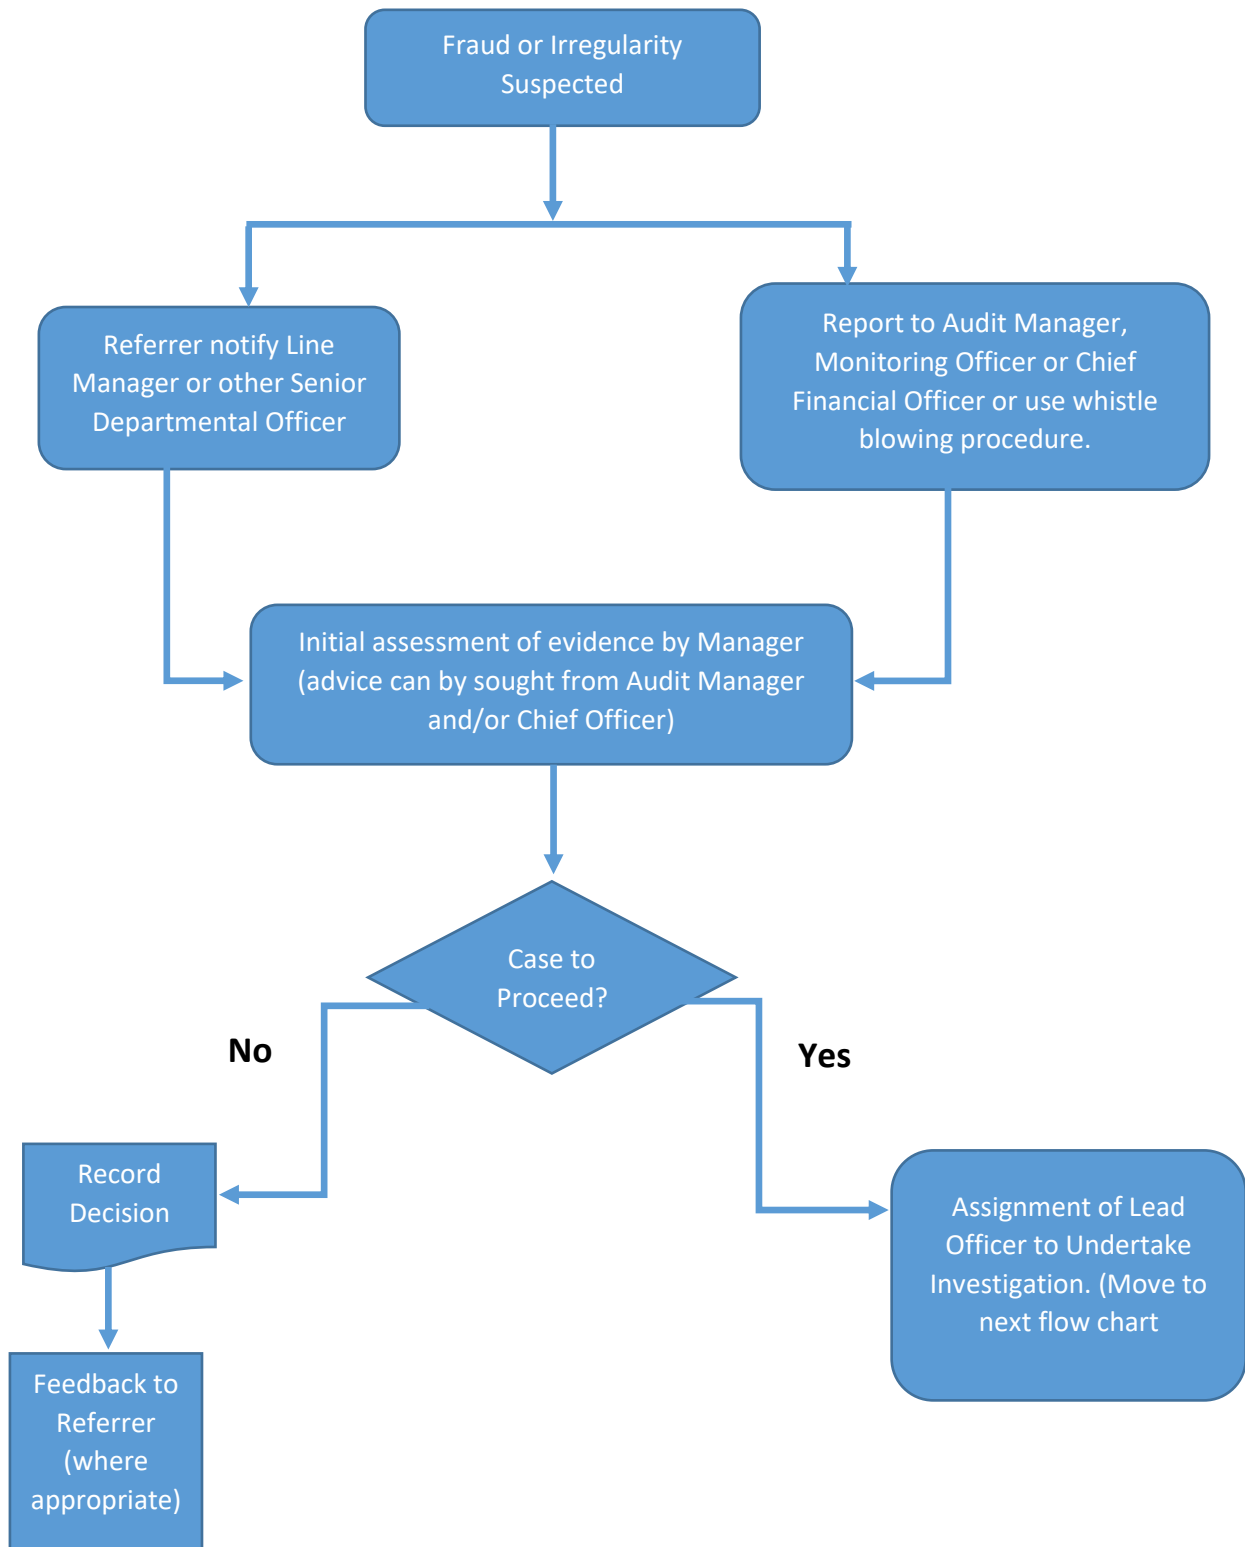 Fraud or Irregularity
Suspected
Referrer notify Line
Manager or other Senior
Departmental Officer
Report to Audit Manager,
Monitoring Officer or Chief
Financial Officer or use whistle
blowing procedure.
Initial assessment of evidence by Manager
(advice can by sought from Audit Manager
and/or Chief Officer)
Case to
Proceed?
No
Yes
Record
Decision
Assignment of Lead
Officer to Undertake
Investigation. (Move to
next flow chart
Feedback to
Referrer
(where
appropriate)